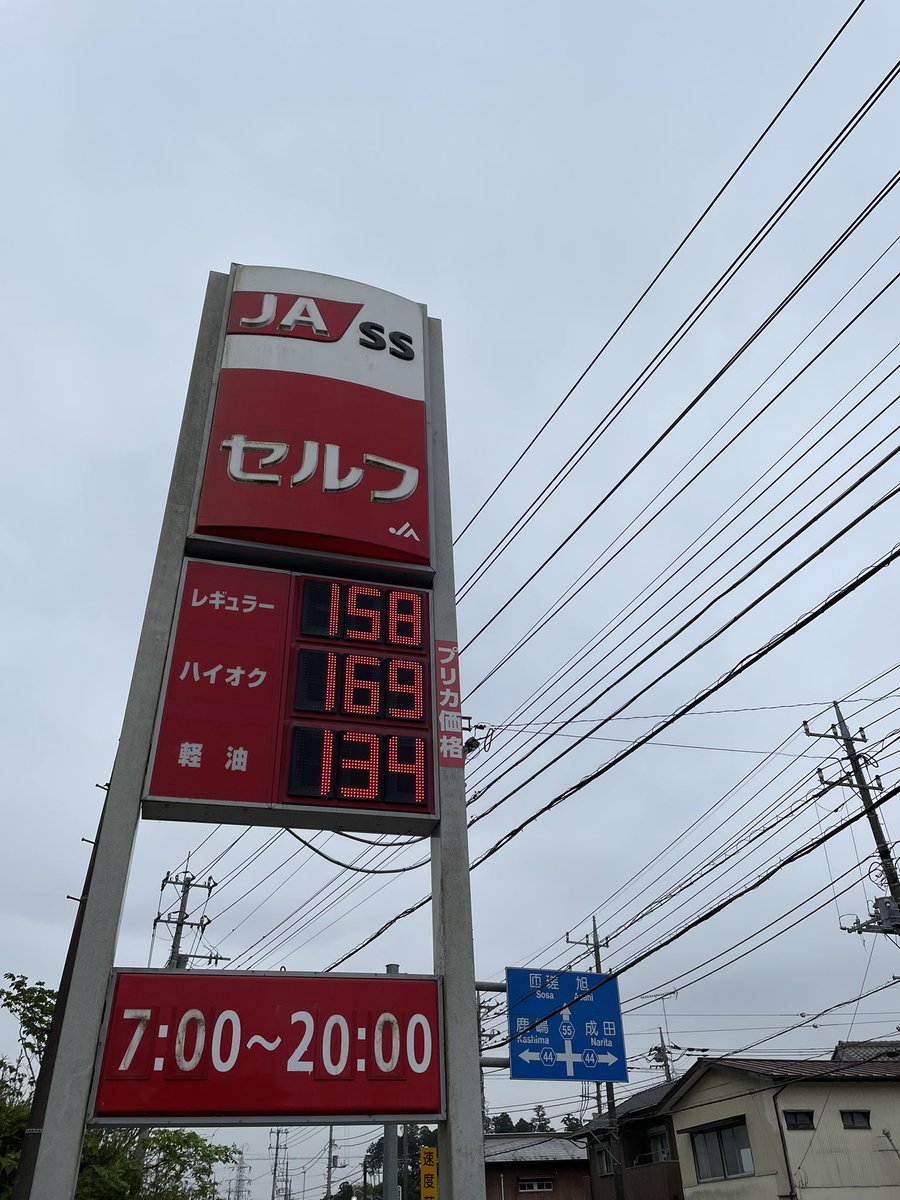 JA SS
セルフ
JA
レギュラー 158
ハイオク 169
軽油 134
プリカ価格
7:00~20:00
匝瑳 旭
Sosa Asahi
鹿嶋 55 成田
Kashima Narita
44 44
速度